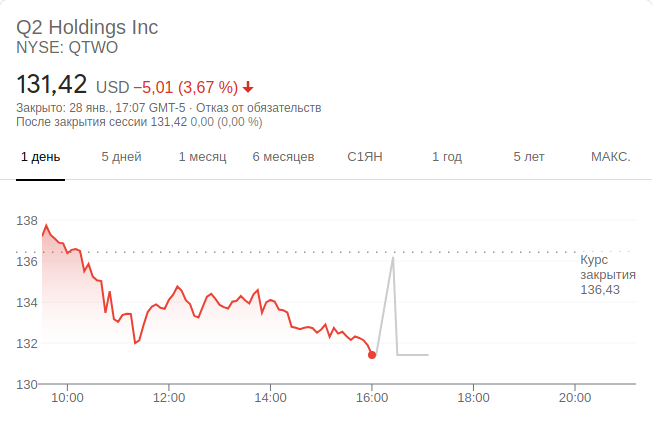 Q2 Holdings Inc
NYSE: QTWO
131,42 USD −5,01 (3,67 %)
Закрыто: 28 янв., 17:07 GMT-5 · Отказ от обязательств
После закрытия сессии 131,42 0,00 (0,00 %)
1 день 5 дней 1 месяц 6 месяцев С1ЯН 1 год 5 лет МАКС.
138
136
134
132
130
Курс
закрытия
136,43
10:00 12:00 14:00 16:00 18:00 20:00